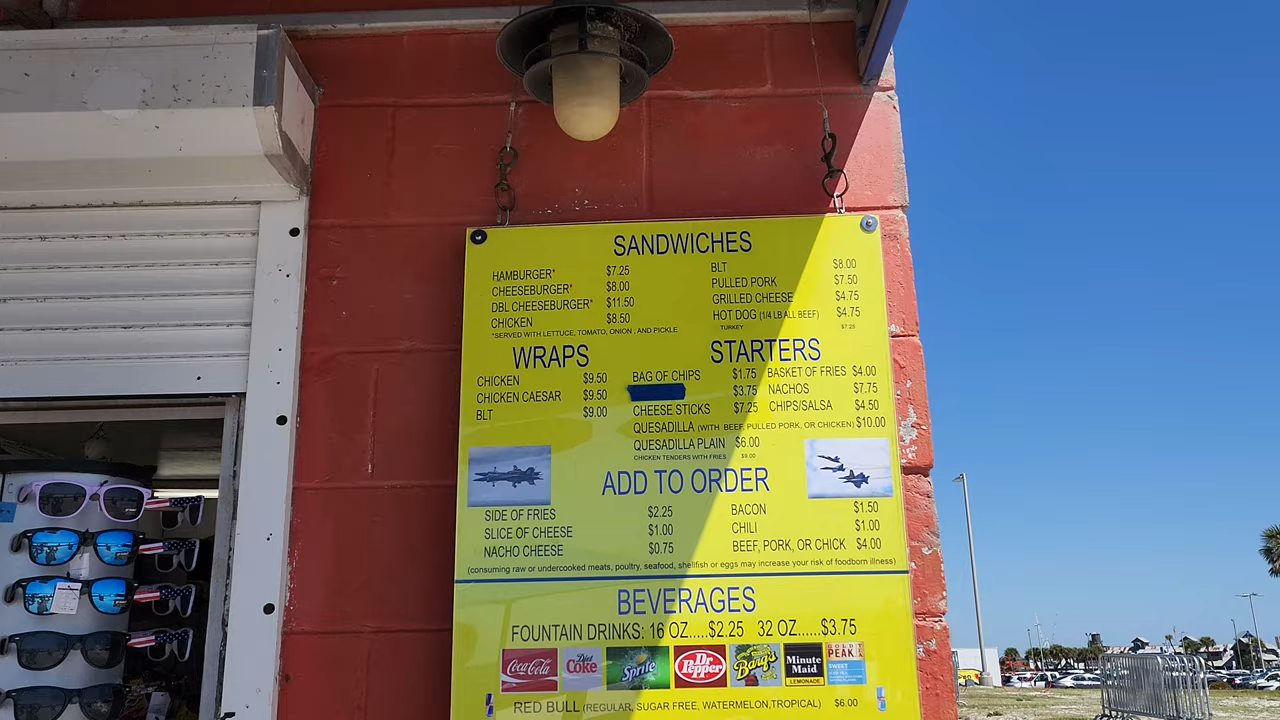 SANDWICHES
HAMBURGER* $7.25
CHEESEBURGER* $8.00
DBL CHEESEBURGER* $11.50
CHICKEN $8.50
*SERVED WITH LETTUCE, TOMATO, ONION , AND PICKLE
BLT $8.00
PULLED PORK $7.50
GRILLED CHEESE $4.75
HOT DOG (1/4 LB ALL BEEF) $4.75
TURKEY $7.25
WRAPS
CHICKEN $9.50
CHICKEN CAESAR $9.50
BLT $9.00
STARTERS
BAG OF CHIPS $1.75 BASKET OF FRIES $4.00
$3.75 NACHOS $7.75
CHEESE STICKS $7.25 CHIPS/SALSA $4.50
QUESADILLA (WITH BEEF, PULLED PORK, OR CHICKEN) $10.00
QUESADILLA PLAIN $6.00
CHICKEN TENDERS WITH FRIES $9.00
ADD TO ORDER
SIDE OF FRIES $2.25
SLICE OF CHEESE $1.00
NACHO CHEESE $0.75
BACON $1.50
CHILI $1.00
BEEF, PORK, OR CHICK $4.00
(consuming raw or undercooked meats, poultry, seafood, shellfish or eggs may increase your risk of foodborn illness)
BEVERAGES
FOUNTAIN DRINKS: 16 OZ.....$2.25 32 OZ......$3.75
Coca-Cola
Diet Coke
Sprite
Dr Pepper
Barq's
Minute Maid LEMONADE
GOLD PEAK SWEET
RED BULL (REGULAR, SUGAR FREE, WATERMELON,TROPICAL) $6.00